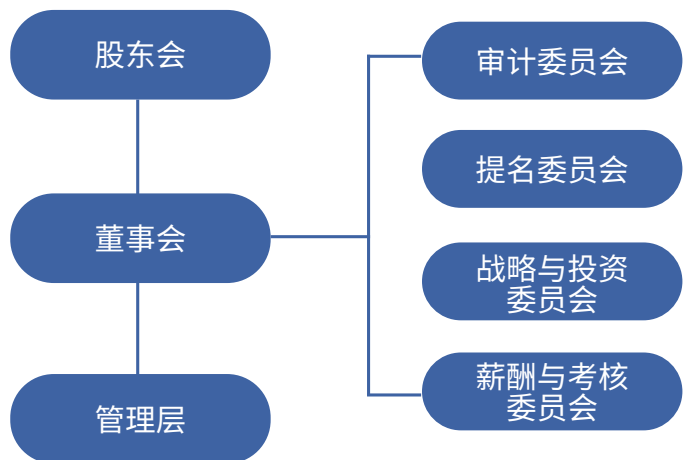 股东会
董事会
管理层
审计委员会
提名委员会
战略与投资
委员会
薪酬与考核
委员会